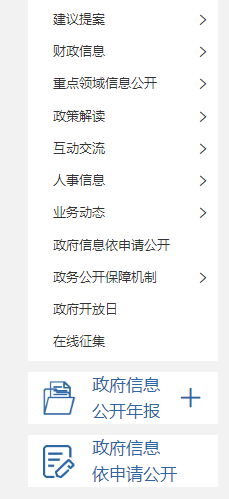 建议提案
财政信息
重点领域信息公开
政策解读
互动交流
人事信息
业务动态
政府信息依申请公开
政务公开保障机制
政府开放日
在线征集
政府信息
公开年报
政府信息
依申请公开